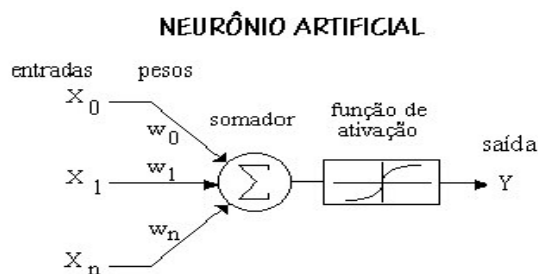 NEURÔNIO ARTIFICIAL
entradas pesos
X0
w0
somador
função de
ativação
saída
X1
w1
Σ
Y
wn
Xn